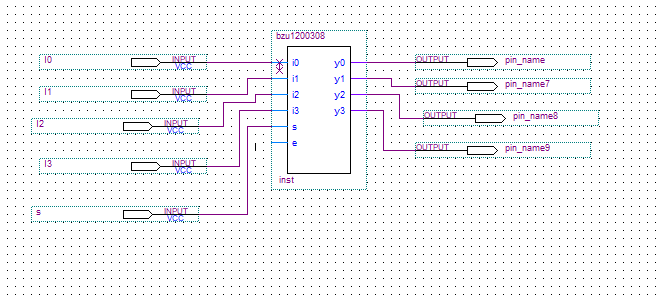 bzu1200308
I0 INPUT VCC
i0 y0
OUTPUT pin_name
I1 INPUT VCC
i1 y1
OUTPUT pin_name7
I2 INPUT VCC
i2 y2
OUTPUT pin_name8
I3 INPUT VCC
i3 y3
OUTPUT pin_name9
s
e
inst
s INPUT VCC